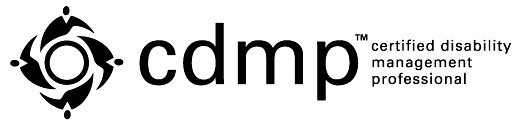 cdmp™
certified disability
management
professional